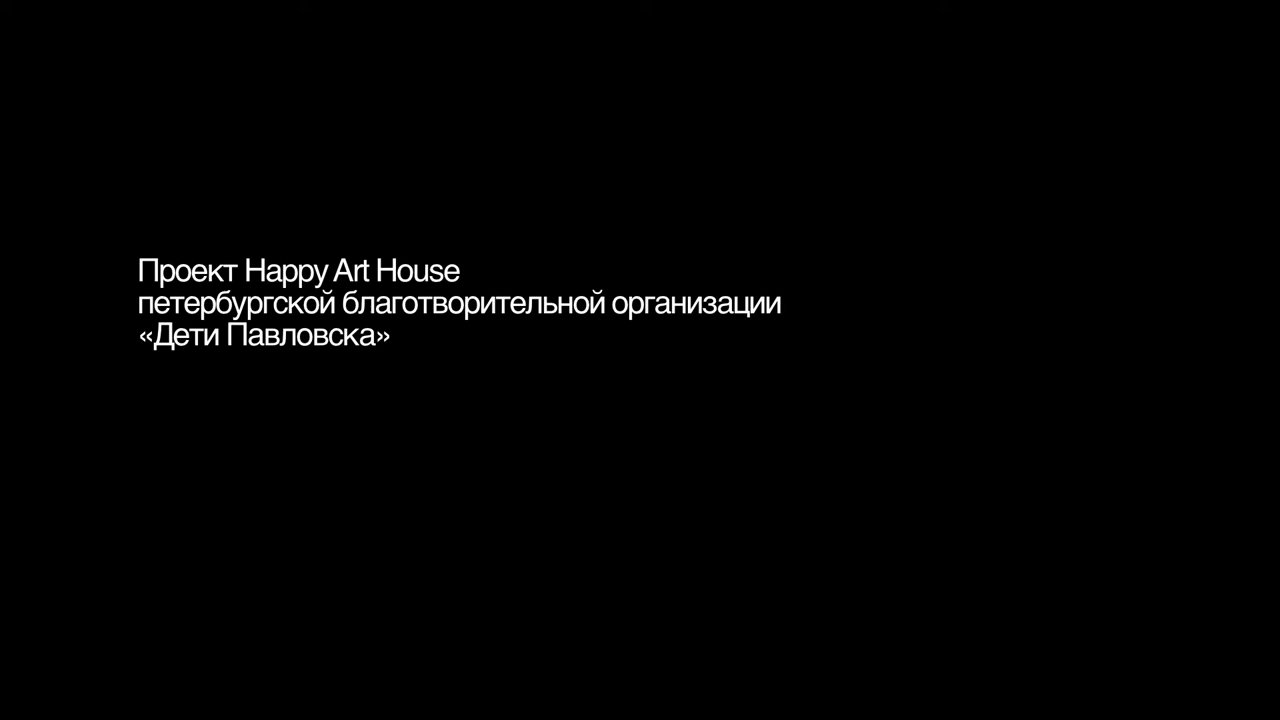 Проект Happy Art House
петербургской благотворительной организации
«Дети Павловска»